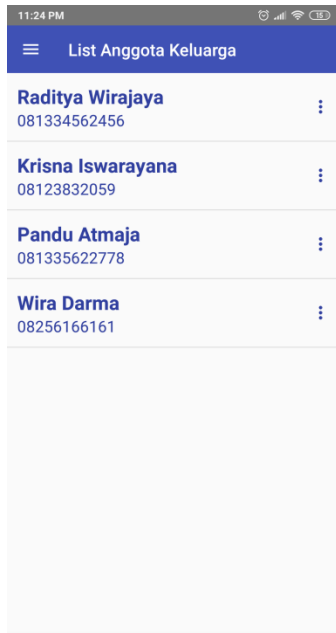 11:24 PM
15
List Anggota Keluarga
Raditya Wirajaya
081334562456
Krisna Iswarayana
08123832059
Pandu Atmaja
081335622778
Wira Darma
08256166161